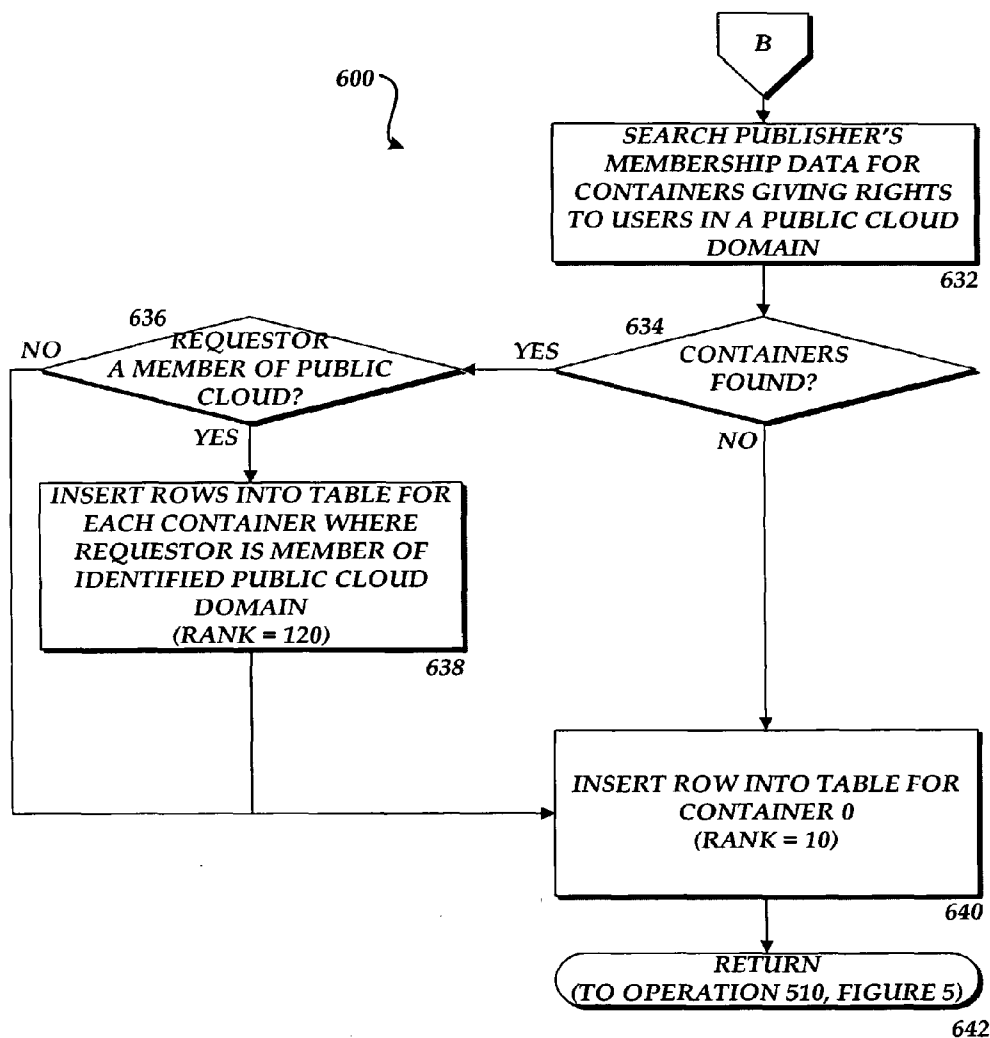 B
600
SEARCH PUBLISHER'S
MEMBERSHIP DATA FOR
CONTAINERS GIVING RIGHTS
TO USERS IN A PUBLIC CLOUD
DOMAIN
632
634
CONTAINERS
FOUND?
YES
NO
636
REQUESTOR
A MEMBER OF PUBLIC
CLOUD?
NO
YES
INSERT ROWS INTO TABLE FOR
EACH CONTAINER WHERE
REQUESTOR IS MEMBER OF
IDENTIFIED PUBLIC CLOUD
DOMAIN
(RANK = 120)
638
INSERT ROW INTO TABLE FOR
CONTAINER 0
(RANK = 10)
640
RETURN
(TO OPERATION 510, FIGURE 5)
642